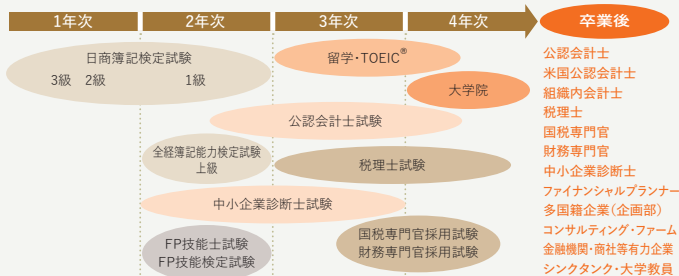 1年次 2年次 3年次 4年次 卒業後
日商簿記検定試験
3級 2級 1級
留学・TOEIC®
大学院
公認会計士試験
全経簿記能力検定試験
上級
税理士試験
中小企業診断士試験
FP技能士試験
FP技能検定試験
国税専門官採用試験
財務専門官採用試験
公認会計士
米国公認会計士
組織内会計士
税理士
国税専門官
財務専門官
中小企業診断士
ファイナンシャルプランナー
多国籍企業(企画部)
コンサルティング・ファーム
金融機関・商社等有力企業
シンクタンク・大学教員